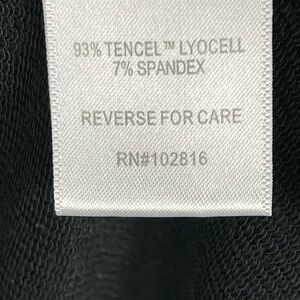 93% TENCEL™ LYOCELL
7% SPANDEX
REVERSE FOR CARE
RN#102816